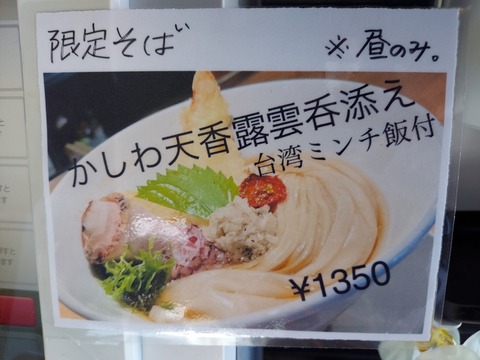 限定そば
※昼のみ。
かしわ天香露雲呑添え
台湾ミンチ飯付
¥1350